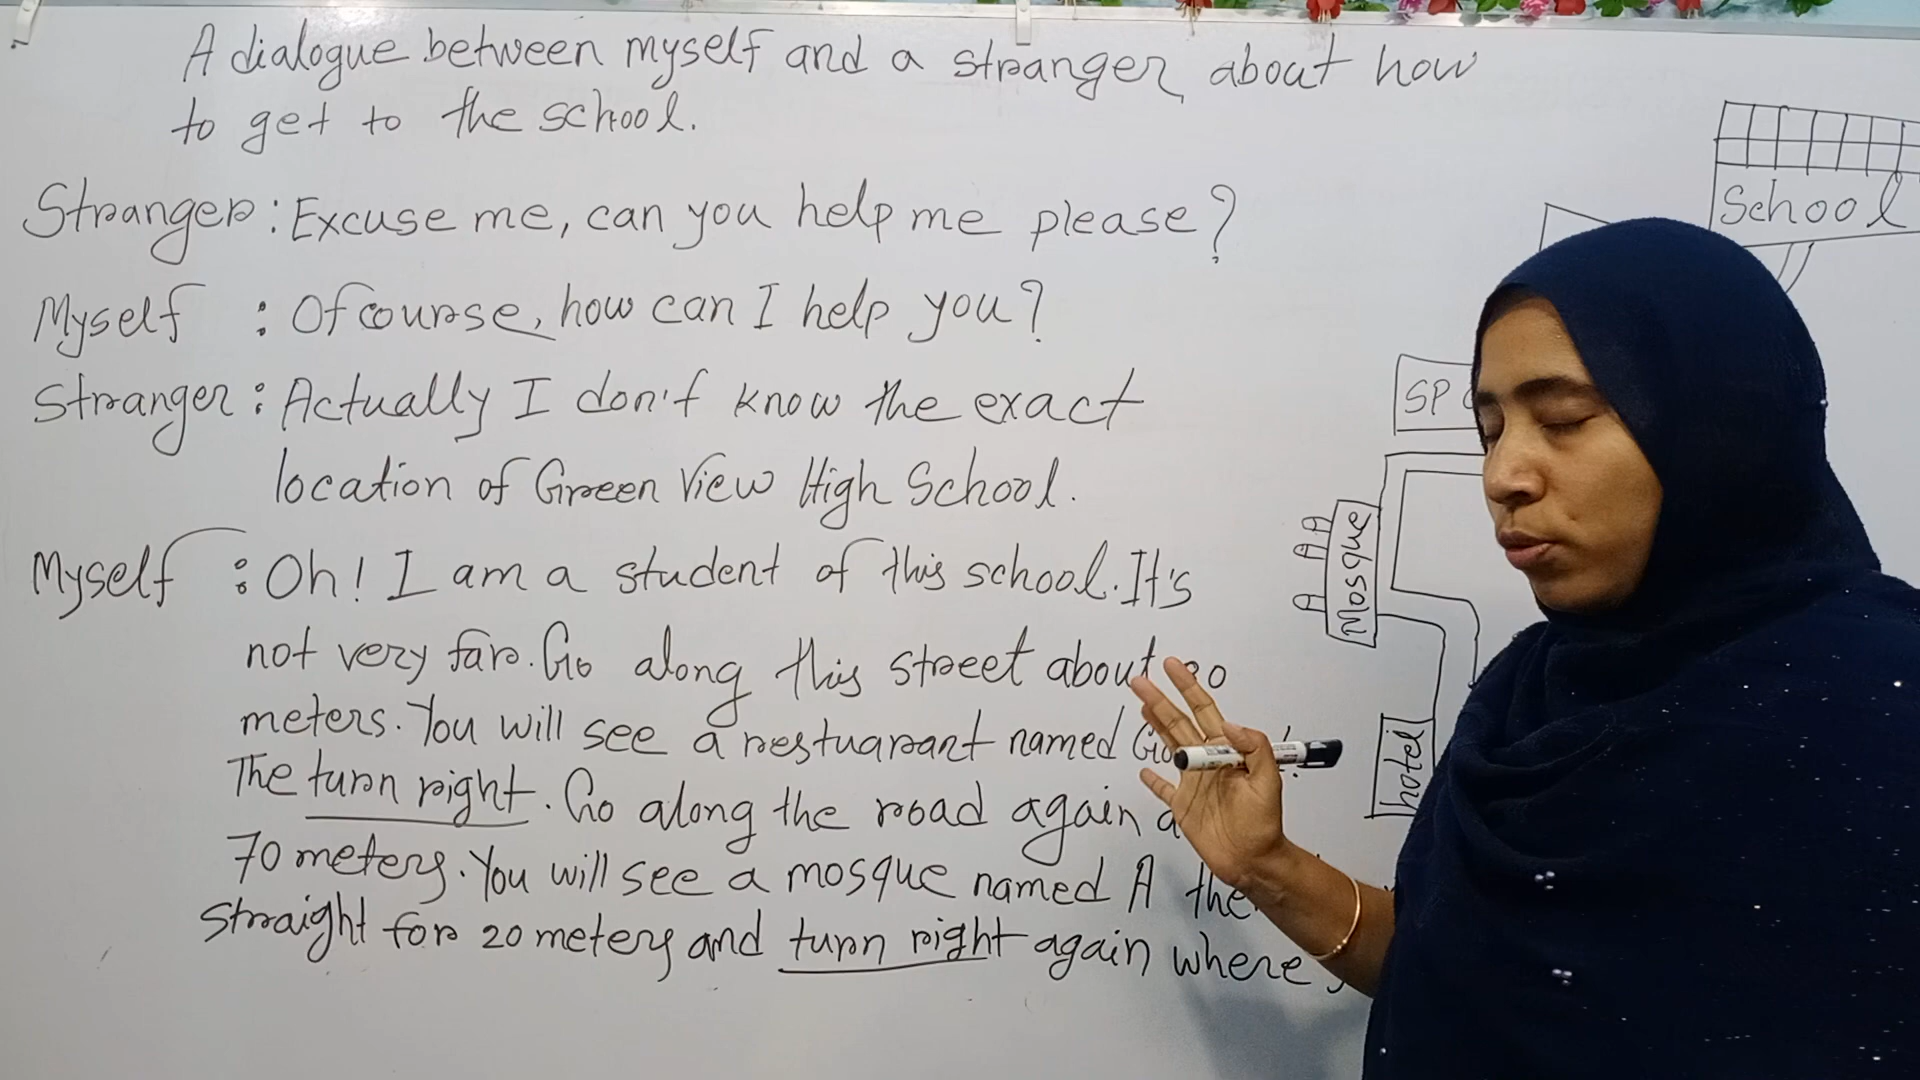 A dialogue between myself and a stranger about how
to get to the school.
Stranger: Excuse me, can you help me please?
Myself : Of course, how can I help you?
Stranger: Actually I don't know the exact
location of Green View High School.
Myself : Oh! I am a student of this school. It's
not very far. Go along this street about
meters. You will see a restuarant named
The turn right. Go along the road again
70 meters. You will see a mosque named A
straight for 20 meters and turn right again where
School
SP
Mosque
hotel